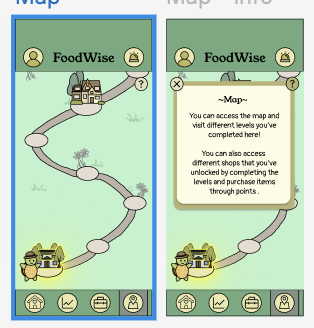 Map
Map - Info
FoodWise
?
FoodWise
?
~Map~
You can access the map and
visit different levels you've
completed here!
You can also access
different shops that you've
unlocked by completing the
levels and purchase items
through points .